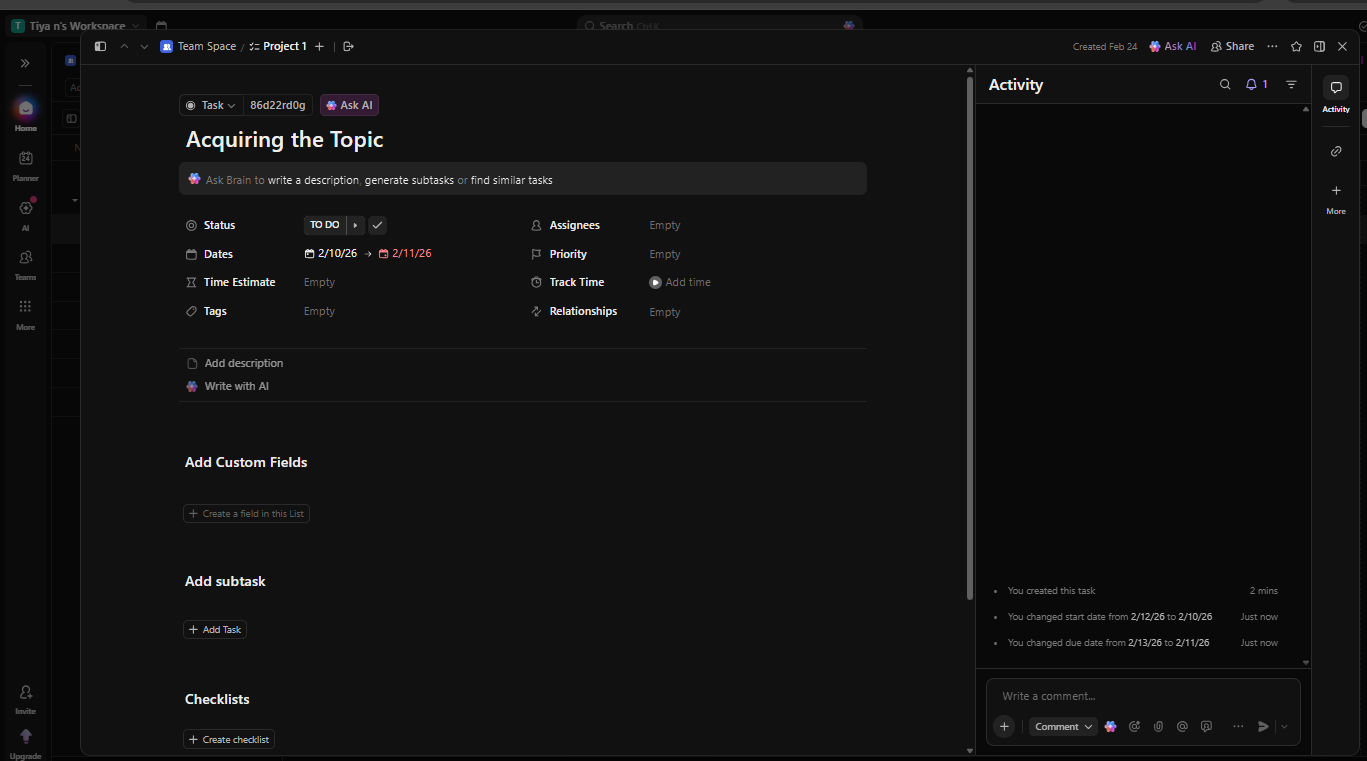 T Tiya n's Workspace
Search Ctrl K
Team Space / Project 1
Created Feb 24 Ask AI Share
Home
24
Planner
AI
Teams
More
Invite
Upgrade
Task 86d22rd0g Ask AI
Acquiring the Topic
Ask Brain to write a description, generate subtasks or find similar tasks
Status TO DO Assignees Empty
Dates 2/10/26 → 2/11/26 Priority Empty
Time Estimate Empty Track Time Add time
Tags Empty Relationships Empty
Add description
Write with AI
Add Custom Fields
+ Create a field in this List
Add subtask
+ Add Task
Checklists
+ Create checklist
Activity 1
You created this task 2 mins
You changed start date from 2/12/26 to 2/10/26 Just now
You changed due date from 2/13/26 to 2/11/26 Just now
Write a comment...
Comment
Activity
More